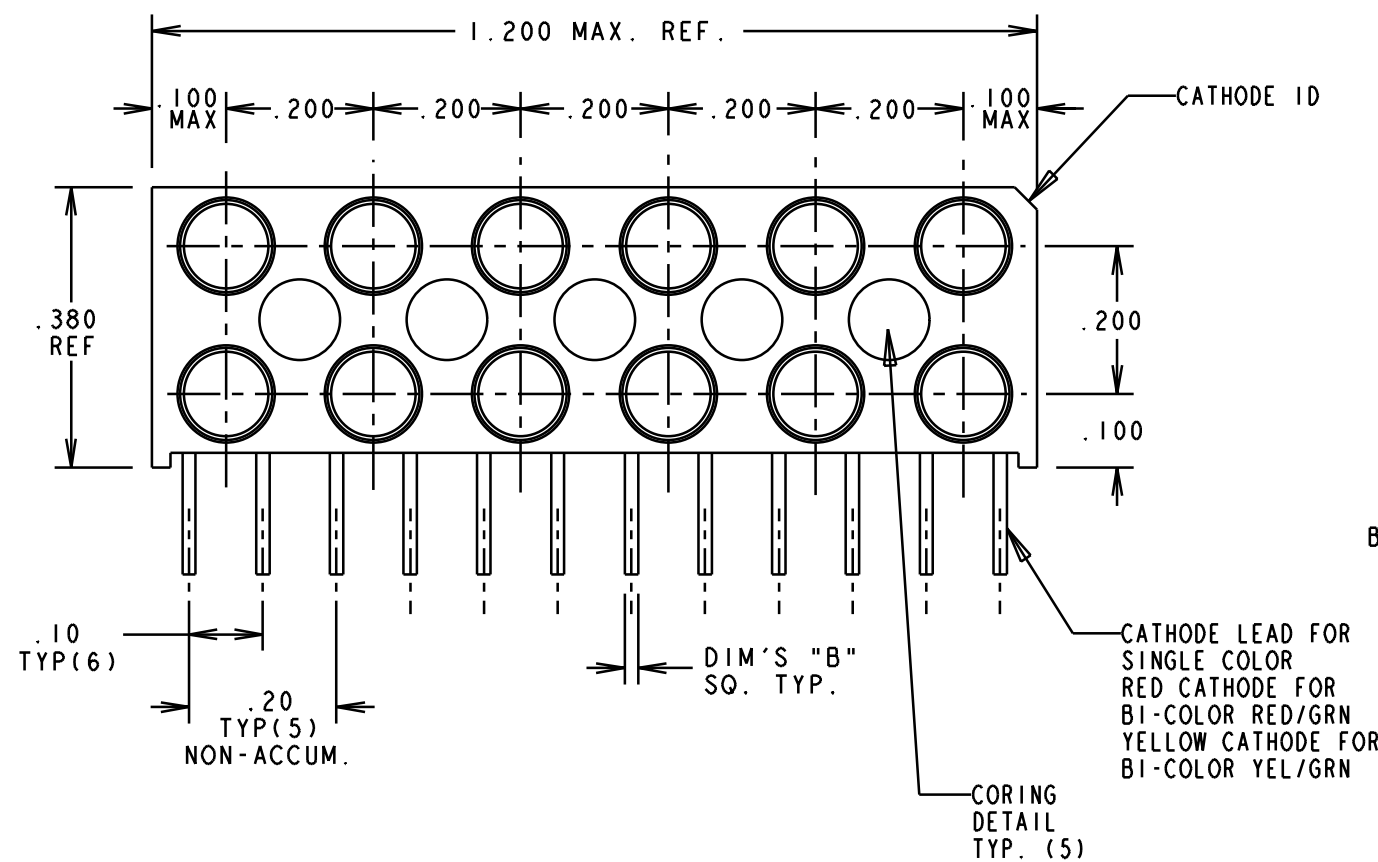 1.200 MAX. REF.
.100
MAX
.200
.200
.200
.200
.200
.100
MAX
CATHODE ID
.380
REF
.200
.100
B
.10
TYP(6)
.20
TYP(5)
NON-ACCUM.
DIM'S "B"
SQ. TYP.
CATHODE LEAD FOR
SINGLE COLOR
RED CATHODE FOR
BI-COLOR RED/GRN
YELLOW CATHODE FOR
BI-COLOR YEL/GRN
CORING
DETAIL
TYP. (5)